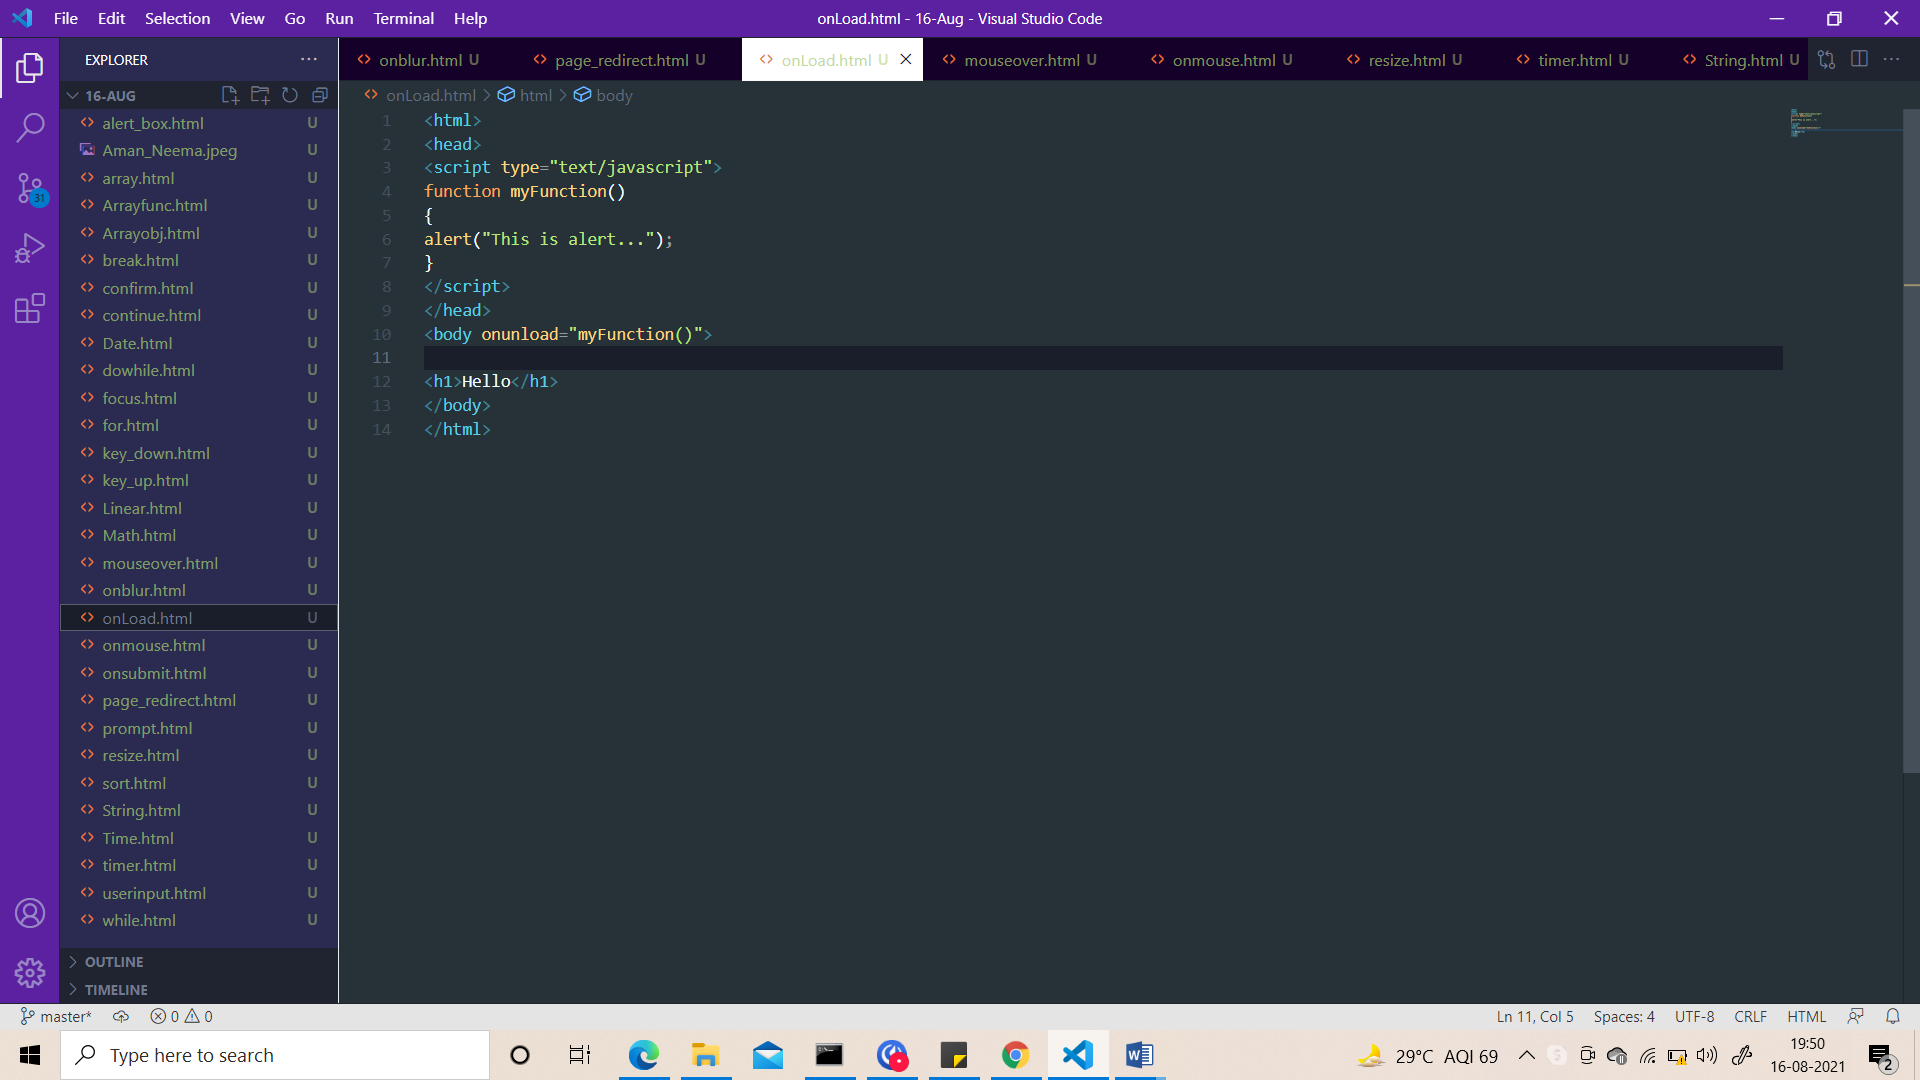 File Edit Selection View Go Run Terminal Help
onLoad.html - 16-Aug - Visual Studio Code
EXPLORER
16-AUG
alert_box.html U
Aman_Neema.jpeg U
array.html U
Arrayfunc.html U
Arrayobj.html U
break.html U
confirm.html U
continue.html U
Date.html U
dowhile.html U
focus.html U
for.html U
key_down.html U
key_up.html U
Linear.html U
Math.html U
mouseover.html U
onblur.html U
onLoad.html U
onmouse.html U
onsubmit.html U
page_redirect.html U
prompt.html U
resize.html U
sort.html U
String.html U
Time.html U
timer.html U
userinput.html U
while.html U
OUTLINE
TIMELINE
31
onblur.html U page_redirect.html U onLoad.html U mouseover.html U onmouse.html U resize.html U timer.html U String.html U
onLoad.html > html > body
1 <html>
2 <head>
3 <script type="text/javascript">
4 function myFunction()
5 {
6 alert("This is alert...");
7 }
8 </script>
9 </head>
10 <body onunload="myFunction()">
11
12 <h1>Hello</h1>
13 </body>
14 </html>
master* 0 0 Ln 11, Col 5 Spaces: 4 UTF-8 CRLF HTML
Type here to search
29°C AQI 69
19:50
16-08-2021
2